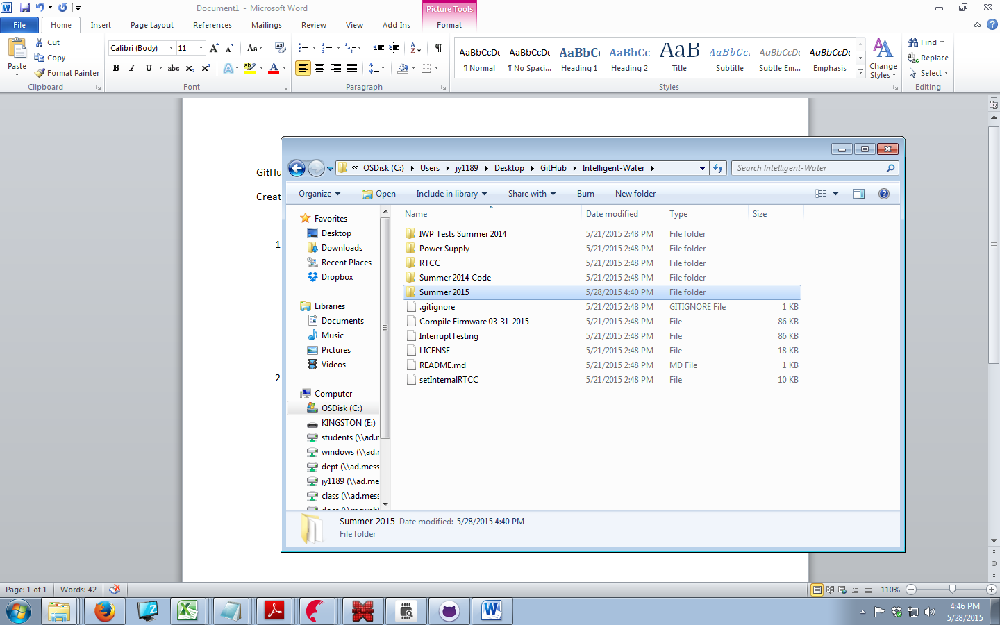 Document1 - Microsoft Word
Picture Tools
File Home Insert Page Layout References Mailings Review View Add-Ins Format
Paste
Cut
Copy
Format Painter
Clipboard
Calibri (Body) 11
Font
Paragraph
AaBbCcDc AaBbCcDc AaBbCc AaBbCc AaB AaBbCc. AaBbCcDc AaBbCcDc
¶ Normal ¶ No Spaci... Heading 1 Heading 2 Title Subtitle Subtle Em... Emphasis
Change Styles
Styles
Find
Replace
Select
Editing
GitHu
Creat
1
2
« OSDisk (C:) Users jy1189 Desktop GitHub Intelligent-Water
Search Intelligent-Water
Organize Open Include in library Share with Burn New folder
Favorites
Desktop
Downloads
Recent Places
Dropbox
Libraries
Documents
Music
Pictures
Videos
Computer
OSDisk (C:)
KINGSTON (E:)
students (\\ad.n
windows (\\ad.r
dept (\\ad.mess
jy1189 (\\ad.me
class (\\ad.mess
Name Date modified Type Size
IWP Tests Summer 2014 5/21/2015 2:48 PM File folder
Power Supply 5/21/2015 2:48 PM File folder
RTCC 5/21/2015 2:48 PM File folder
Summer 2014 Code 5/21/2015 2:48 PM File folder
Summer 2015 5/28/2015 4:40 PM File folder
.gitignore 5/21/2015 2:48 PM GITIGNORE File 1 KB
Compile Firmware 03-31-2015 5/21/2015 2:48 PM File 86 KB
InterruptTesting 5/21/2015 2:48 PM File 86 KB
LICENSE 5/21/2015 2:48 PM File 18 KB
README.md 5/21/2015 2:48 PM MD File 1 KB
setInternalRTCC 5/21/2015 2:48 PM File 10 KB
Summer 2015 Date modified: 5/28/2015 4:40 PM
File folder
Page: 1 of 1 Words: 42
110%
4:46 PM
5/28/2015